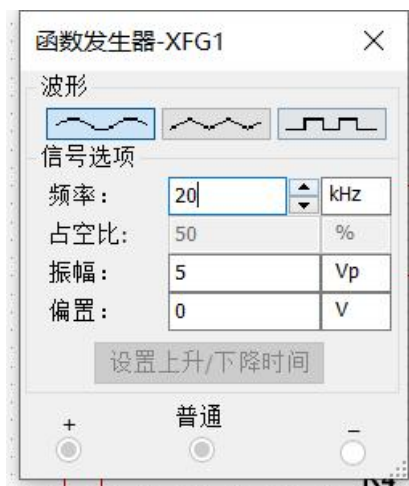 函数发生器-XFG1
波形
信号选项
频率： 20 kHz
占空比: 50 %
振幅： 5 Vp
偏置： 0 V
设置上升/下降时间
+ 普通 −